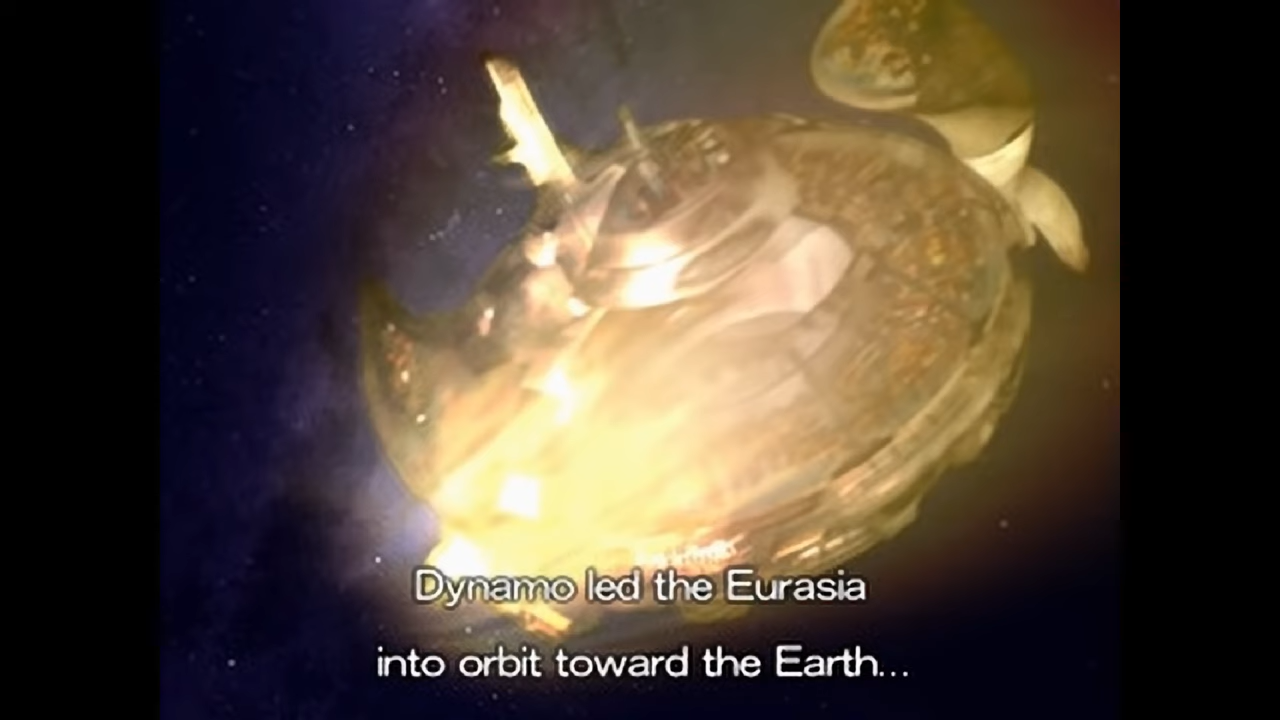 Dynamo led the Eurasia
into orbit toward the Earth...